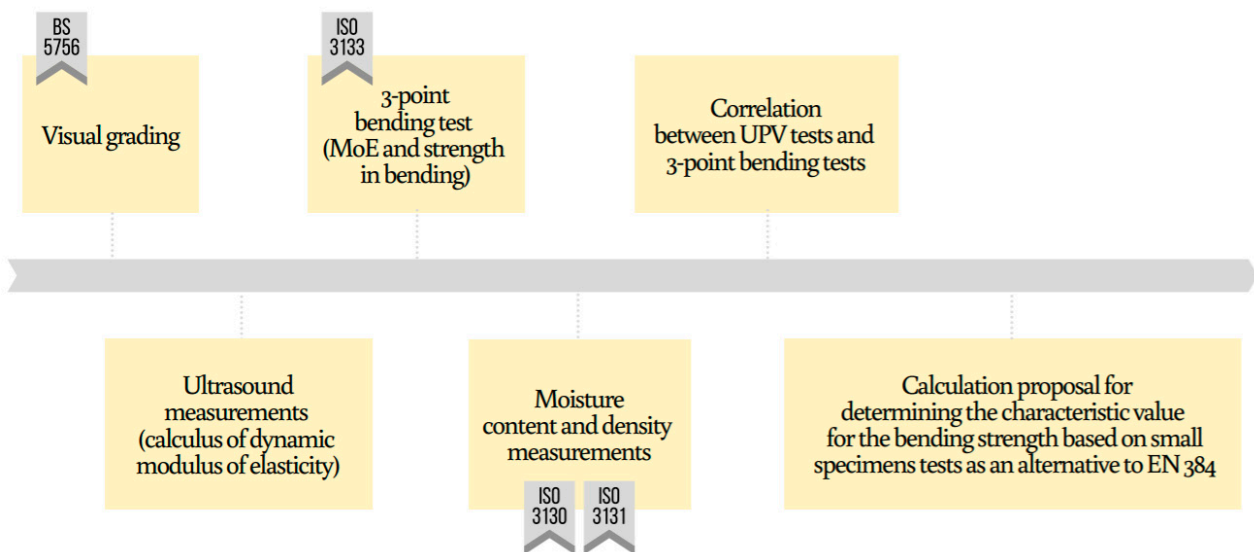 BS
5756
Visual grading
ISO
3133
3-point
bending test
(MoE and strength
in bending)
Correlation
between UPV tests and
3-point bending tests
Ultrasound
measurements
(calculus of dynamic
modulus of elasticity)
Moisture
content and density
measurements
ISO
3130
ISO
3131
Calculation proposal for
determining the characteristic value
for the bending strength based on small
specimens tests as an alternative to EN 384